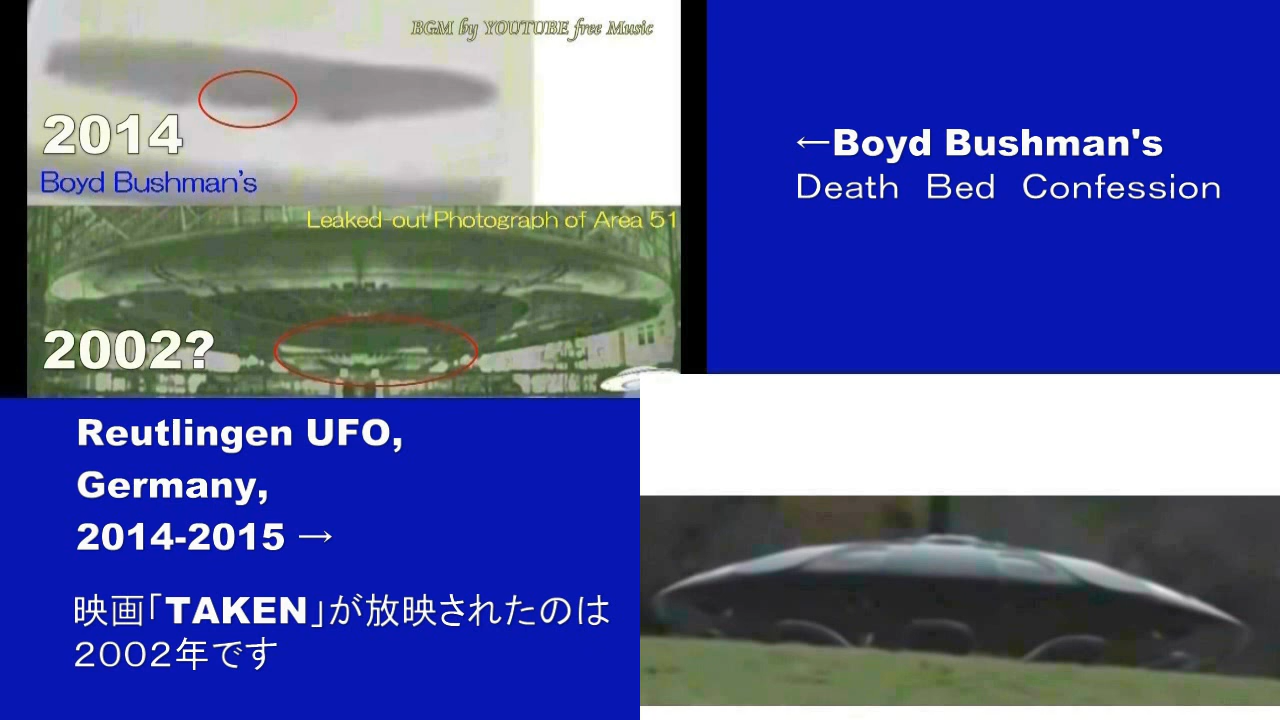 BGM by YOUTUBE free Music
2014
Boyd Bushman's
←Boyd Bushman's
Death Bed Confession
Leaked-out Photograph of Area 51
2002?
Reutlingen UFO,
Germany,
2014-2015 →
映画「TAKEN」が放映されたのは
2002年です